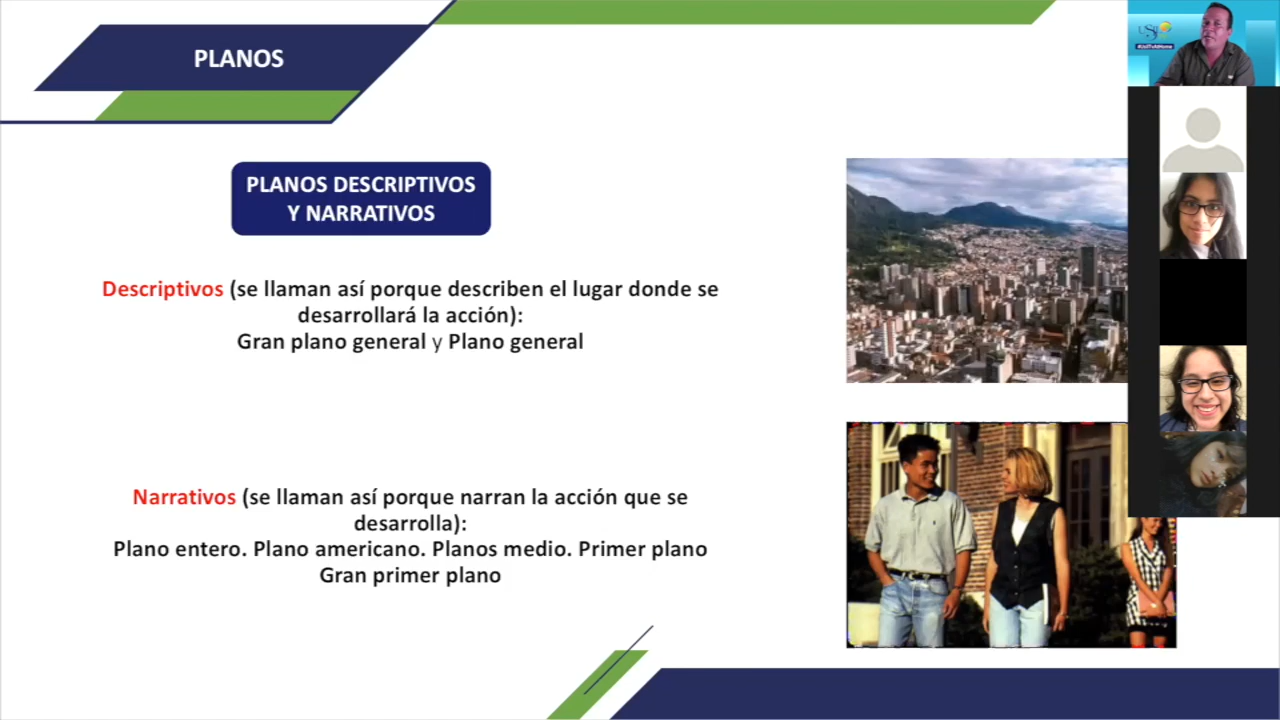 PLANOS
PLANOS DESCRIPTIVOS
Y NARRATIVOS
Descriptivos (se llaman así porque describen el lugar donde se
desarrollará la acción):
Gran plano general y Plano general
Narrativos (se llaman así porque narran la acción que se
desarrolla):
Plano entero. Plano americano. Planos medio. Primer plano
Gran primer plano